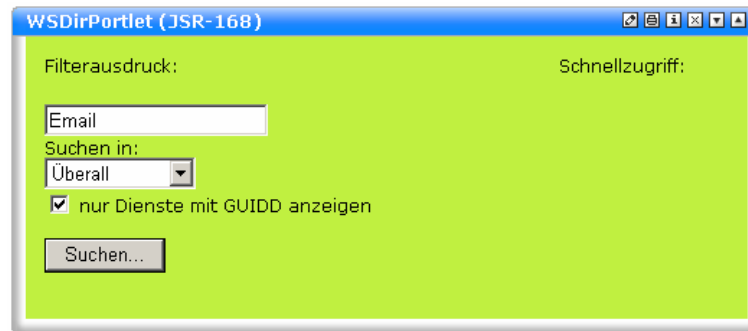 WSDirPortlet (JSR-168)
Filterausdruck:
Schnellzugriff:
Email
Suchen in:
Überall
nur Dienste mit GUIDD anzeigen
Suchen...